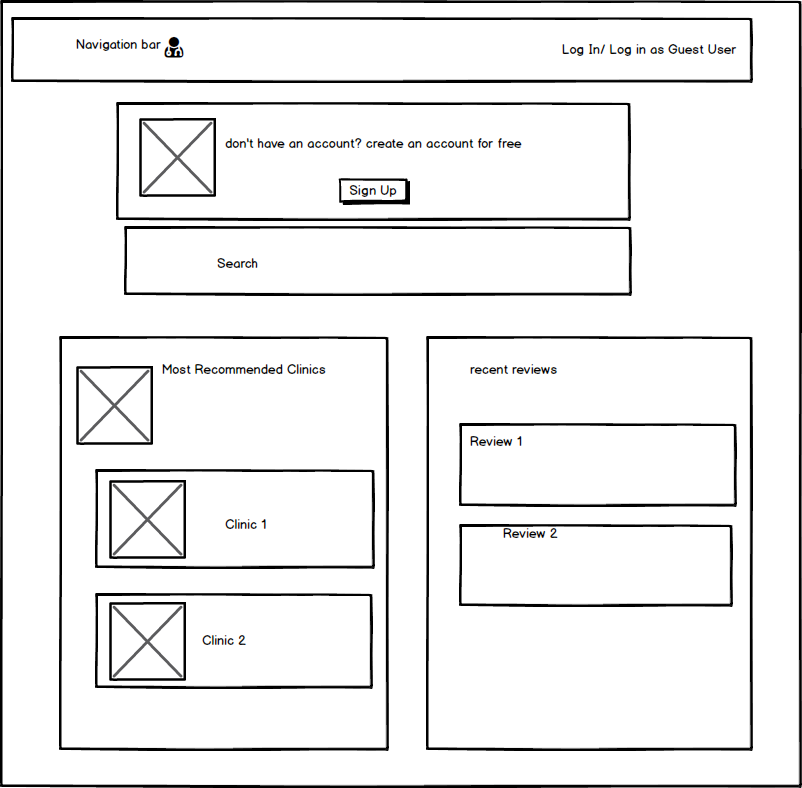 Navigation bar
Log In/ Log in as Guest User
don't have an account? create an account for free
Sign Up
Search
Most Recommended Clinics
Clinic 1
Clinic 2
recent reviews
Review 1
Review 2